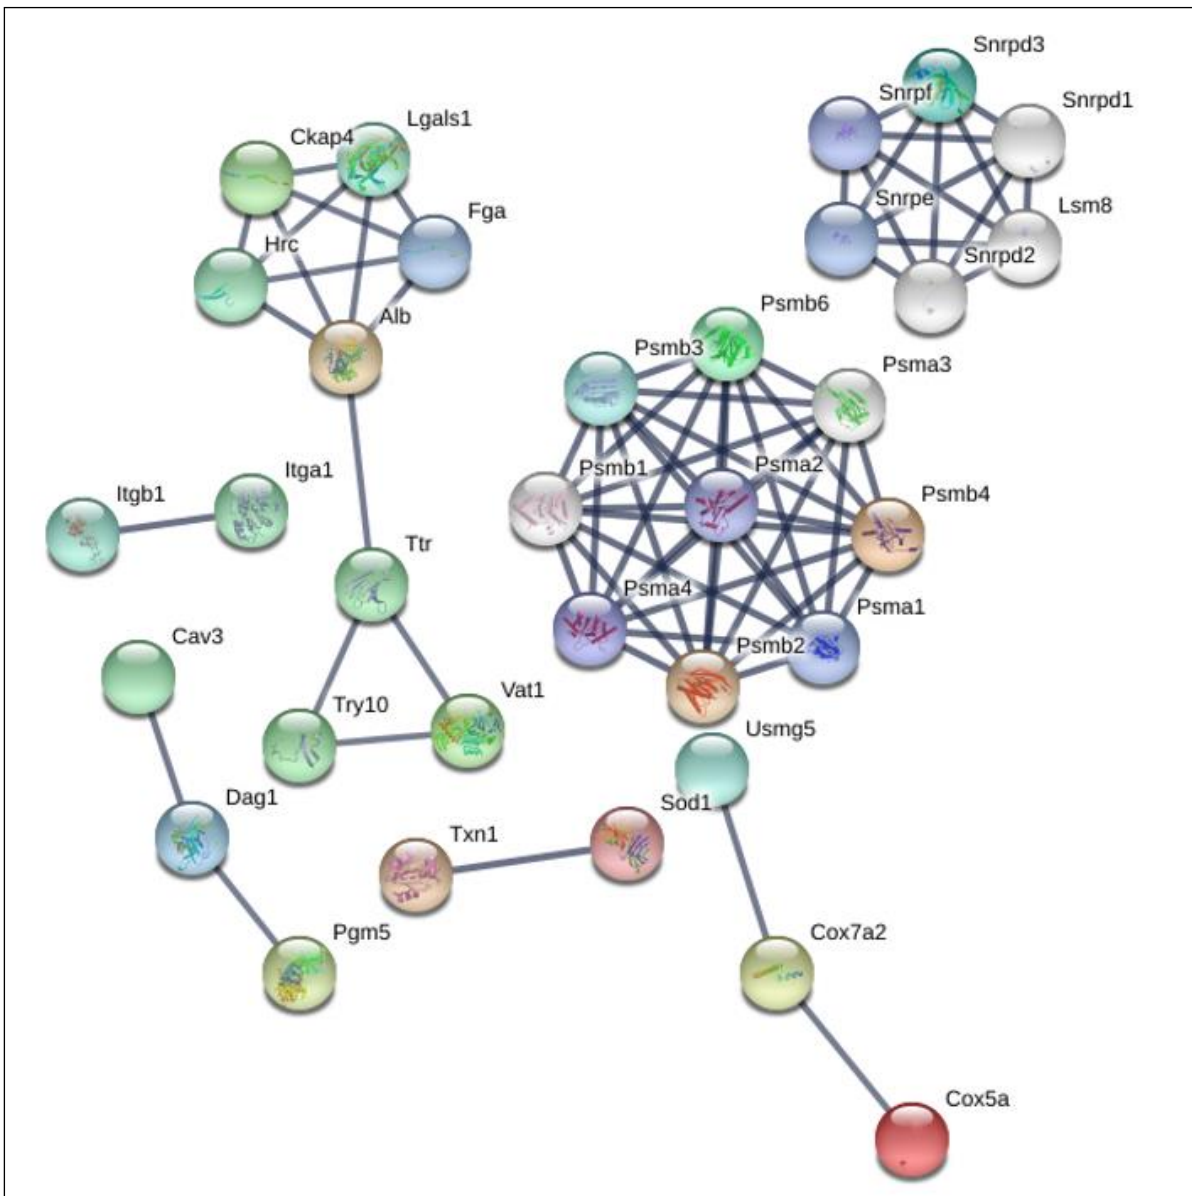 Snrpd3
Snrpf
Snrpd1
Ckap4
Lgals1
Fga
Snrpe
Lsm8
Hrc
Snrpd2
Alb
Psmb6
Psmb3
Psma3
Psmb1
Psma2
Psmb4
Itgb1
Itga1
Ttr
Psma4
Psma1
Cav3
Psmb2
Try10
Vat1
Usmg5
Dag1
Sod1
Txn1
Pgm5
Cox7a2
Cox5a